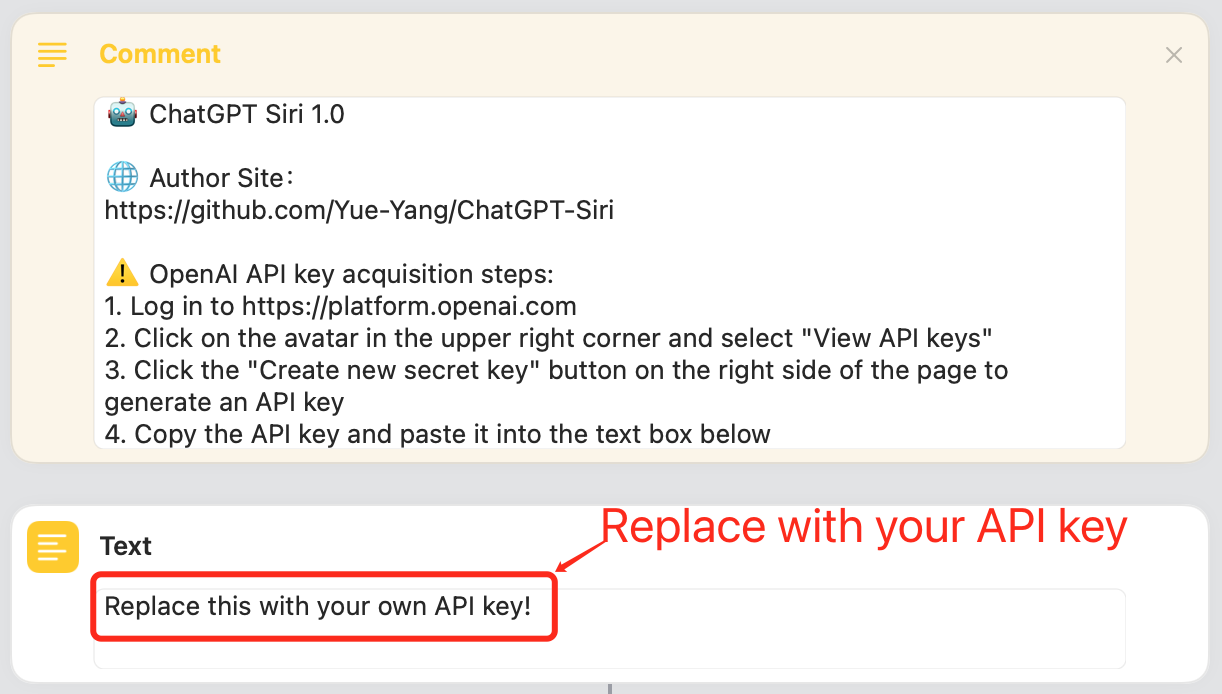 Comment
🤖 ChatGPT Siri 1.0
🌐 Author Site：
https://github.com/Yue-Yang/ChatGPT-Siri
⚠️ OpenAI API key acquisition steps:
1. Log in to https://platform.openai.com
2. Click on the avatar in the upper right corner and select "View API keys"
3. Click the "Create new secret key" button on the right side of the page to
generate an API key
4. Copy the API key and paste it into the text box below
Replace with your API key
Text
Replace this with your own API key!